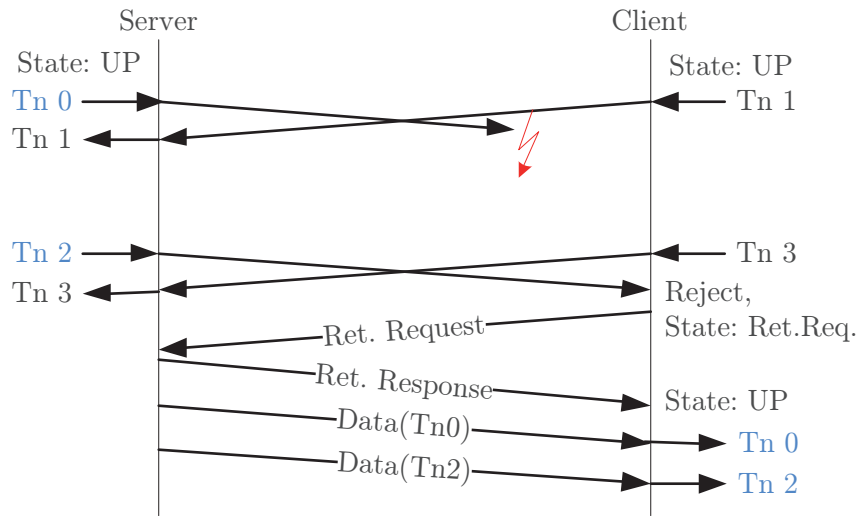 Server
Client
State: UP
State: UP
Tn 0
Tn 1
Tn 1
Tn 2
Tn 3
Tn 3
Reject,
State: Ret.Req.
Ret. Request
Ret. Response
State: UP
Data(Tn0)
Tn 0
Data(Tn2)
Tn 2